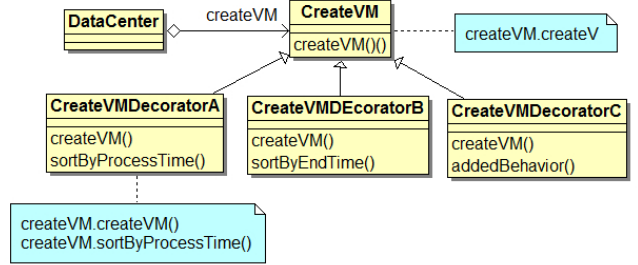 DataCenter
createVM
CreateVM
createVM()()
createVM.createV
CreateVMDecoratorA
createVM()
sortByProcessTime()
CreateVMDEcoratorB
createVM()
sortByEndTime()
CreateVMDecoratorC
createVM()
addedBehavior()
createVM.createVM()
createVM.sortByProcessTime()